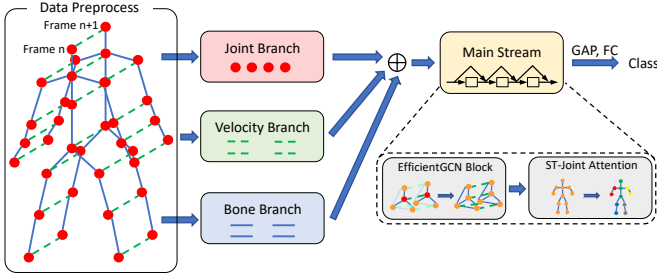 Data Preprocess
Frame n+1
Frame n
Joint Branch
Velocity Branch
Bone Branch
Main Stream
GAP, FC
Class
EfficientGCN Block
ST-Joint Attention